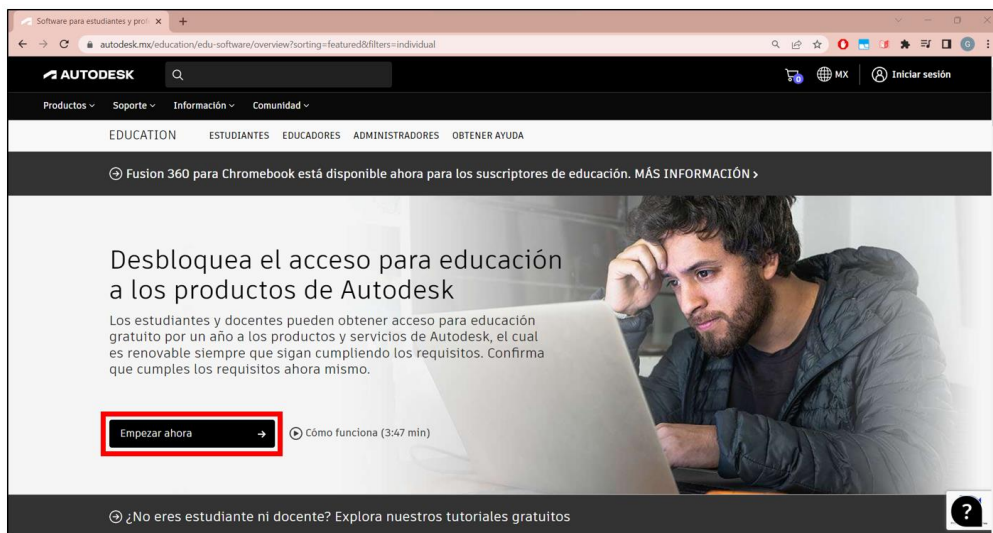 Software para estudiantes y prof
autodesk.mx/education/edu-software/overview?sorting=featured&filters=individual
G
AUTODESK
0
MX
Iniciar sesión
Productos
Soporte
Información
Comunidad
EDUCATION
ESTUDIANTES
EDUCADORES
ADMINISTRADORES
OBTENER AYUDA
Fusion 360 para Chromebook está disponible ahora para los suscriptores de educación. MÁS INFORMACIÓN >
Desbloquea el acceso para educación
a los productos de Autodesk
Los estudiantes y docentes pueden obtener acceso para educación
gratuito por un año a los productos y servicios de Autodesk, el cual
es renovable siempre que sigan cumpliendo los requisitos. Confirma
que cumples los requisitos ahora mismo.
Empezar ahora →
Cómo funciona (3:47 min)
¿No eres estudiante ni docente? Explora nuestros tutoriales gratuitos
?